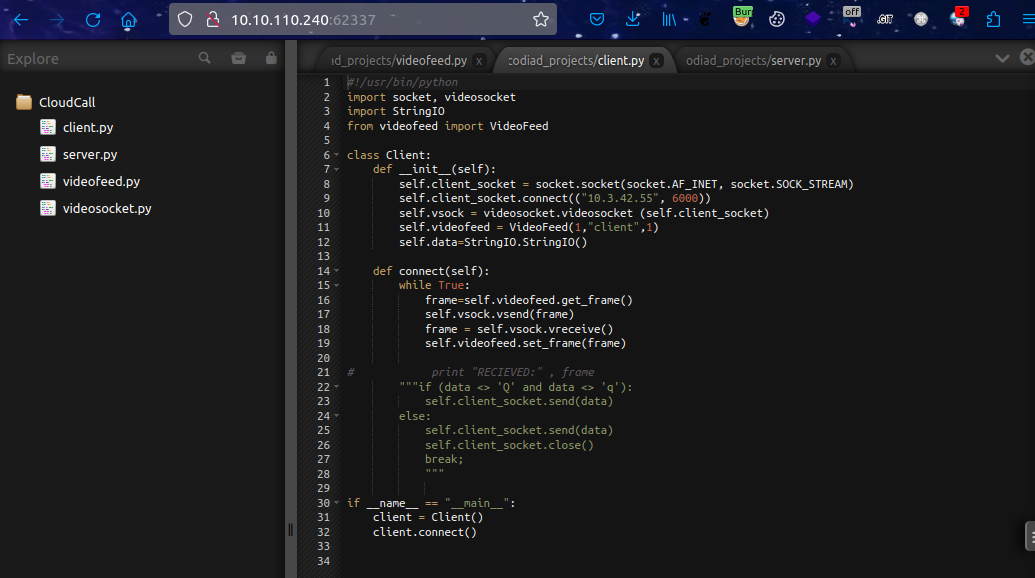 10.10.110.240:62337
Bur
off
.GIT
2
Explore
id_projects/videofeed.py x
codiad_projects/client.py x
odiad_projects/server.py x
CloudCall
client.py
server.py
videofeed.py
videosocket.py
1 #!/usr/bin/python
2 import socket, videosocket
3 import StringIO
4 from videofeed import VideoFeed
5
6 class Client:
7     def __init__(self):
8         self.client_socket = socket.socket(socket.AF_INET, socket.SOCK_STREAM)
9         self.client_socket.connect(("10.3.42.55", 6000))
10         self.vsock = videosocket.videosocket (self.client_socket)
11         self.videofeed = VideoFeed(1,"client",1)
12         self.data=StringIO.StringIO()
13
14     def connect(self):
15         while True:
16             frame=self.videofeed.get_frame()
17             self.vsock.vsend(frame)
18             frame = self.vsock.vreceive()
19             self.videofeed.set_frame(frame)
20
21 #            print "RECIEVED:" , frame
22         """if (data <> 'Q' and data <> 'q'):
23             self.client_socket.send(data)
24         else:
25             self.client_socket.send(data)
26             self.client_socket.close()
27             break;
28             """
29
30 if __name__ == "__main__":
31     client = Client()
32     client.connect()
33
34